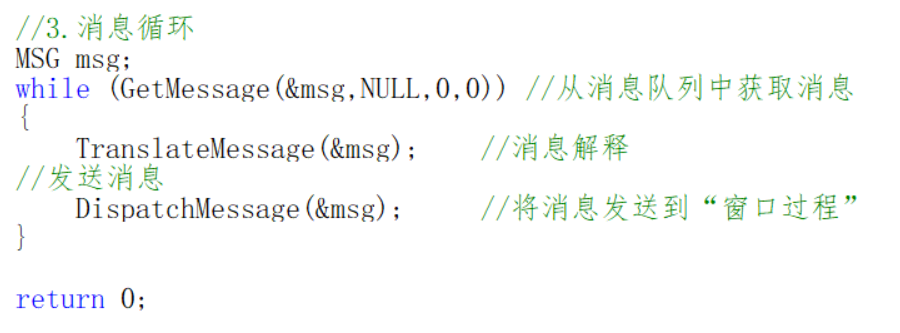 //3.消息循环
MSG msg;
while (GetMessage(&msg,NULL,0,0)) //从消息队列中获取消息
{
    TranslateMessage(&msg);    //消息解释
//发送消息
    DispatchMessage(&msg);     //将消息发送到“窗口过程”
}
return 0;